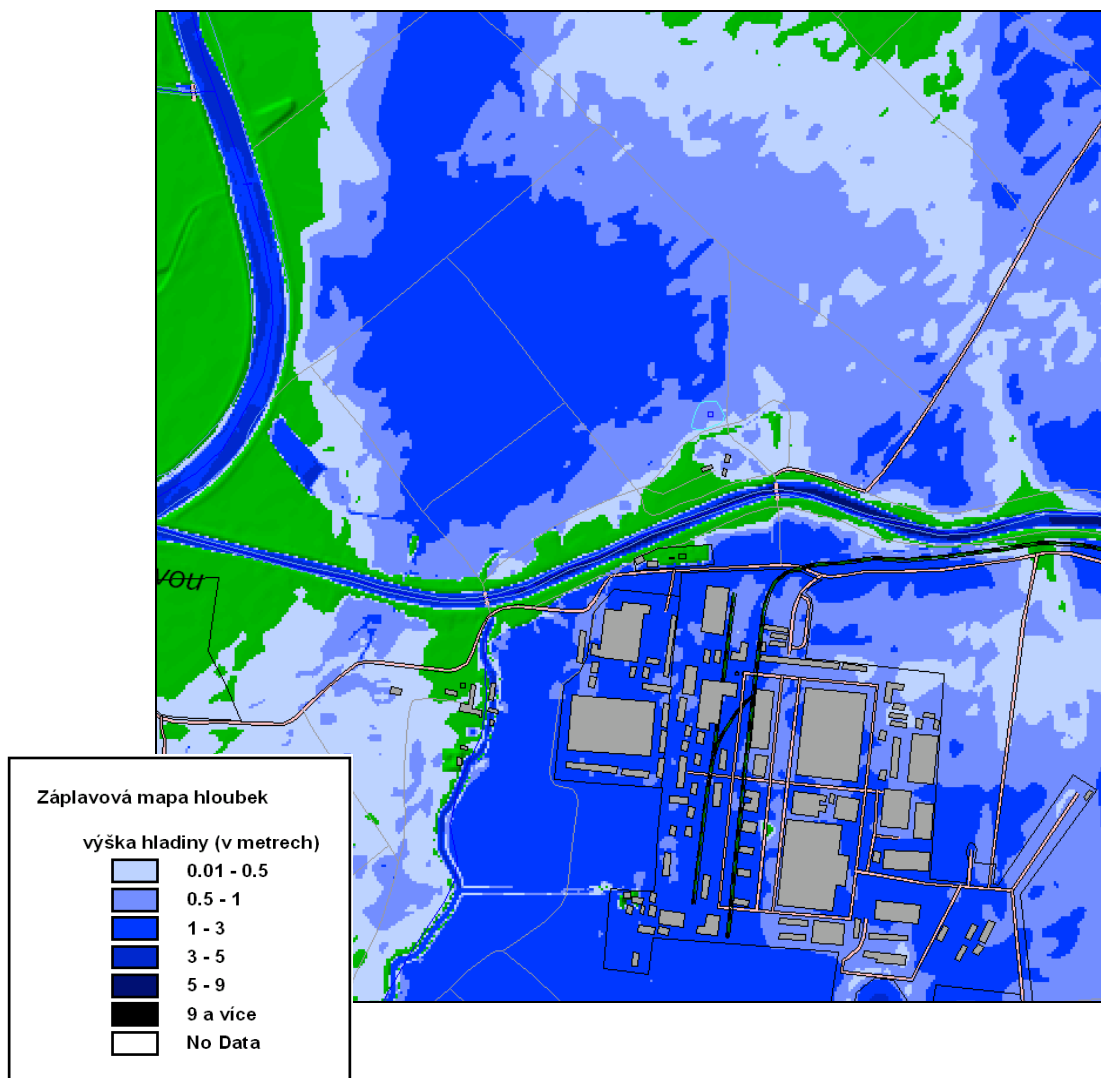 vou
Záplavová mapa hloubek
výška hladiny (v metrech)
0.01 - 0.5
0.5 - 1
1 - 3
3 - 5
5 - 9
9 a více
No Data